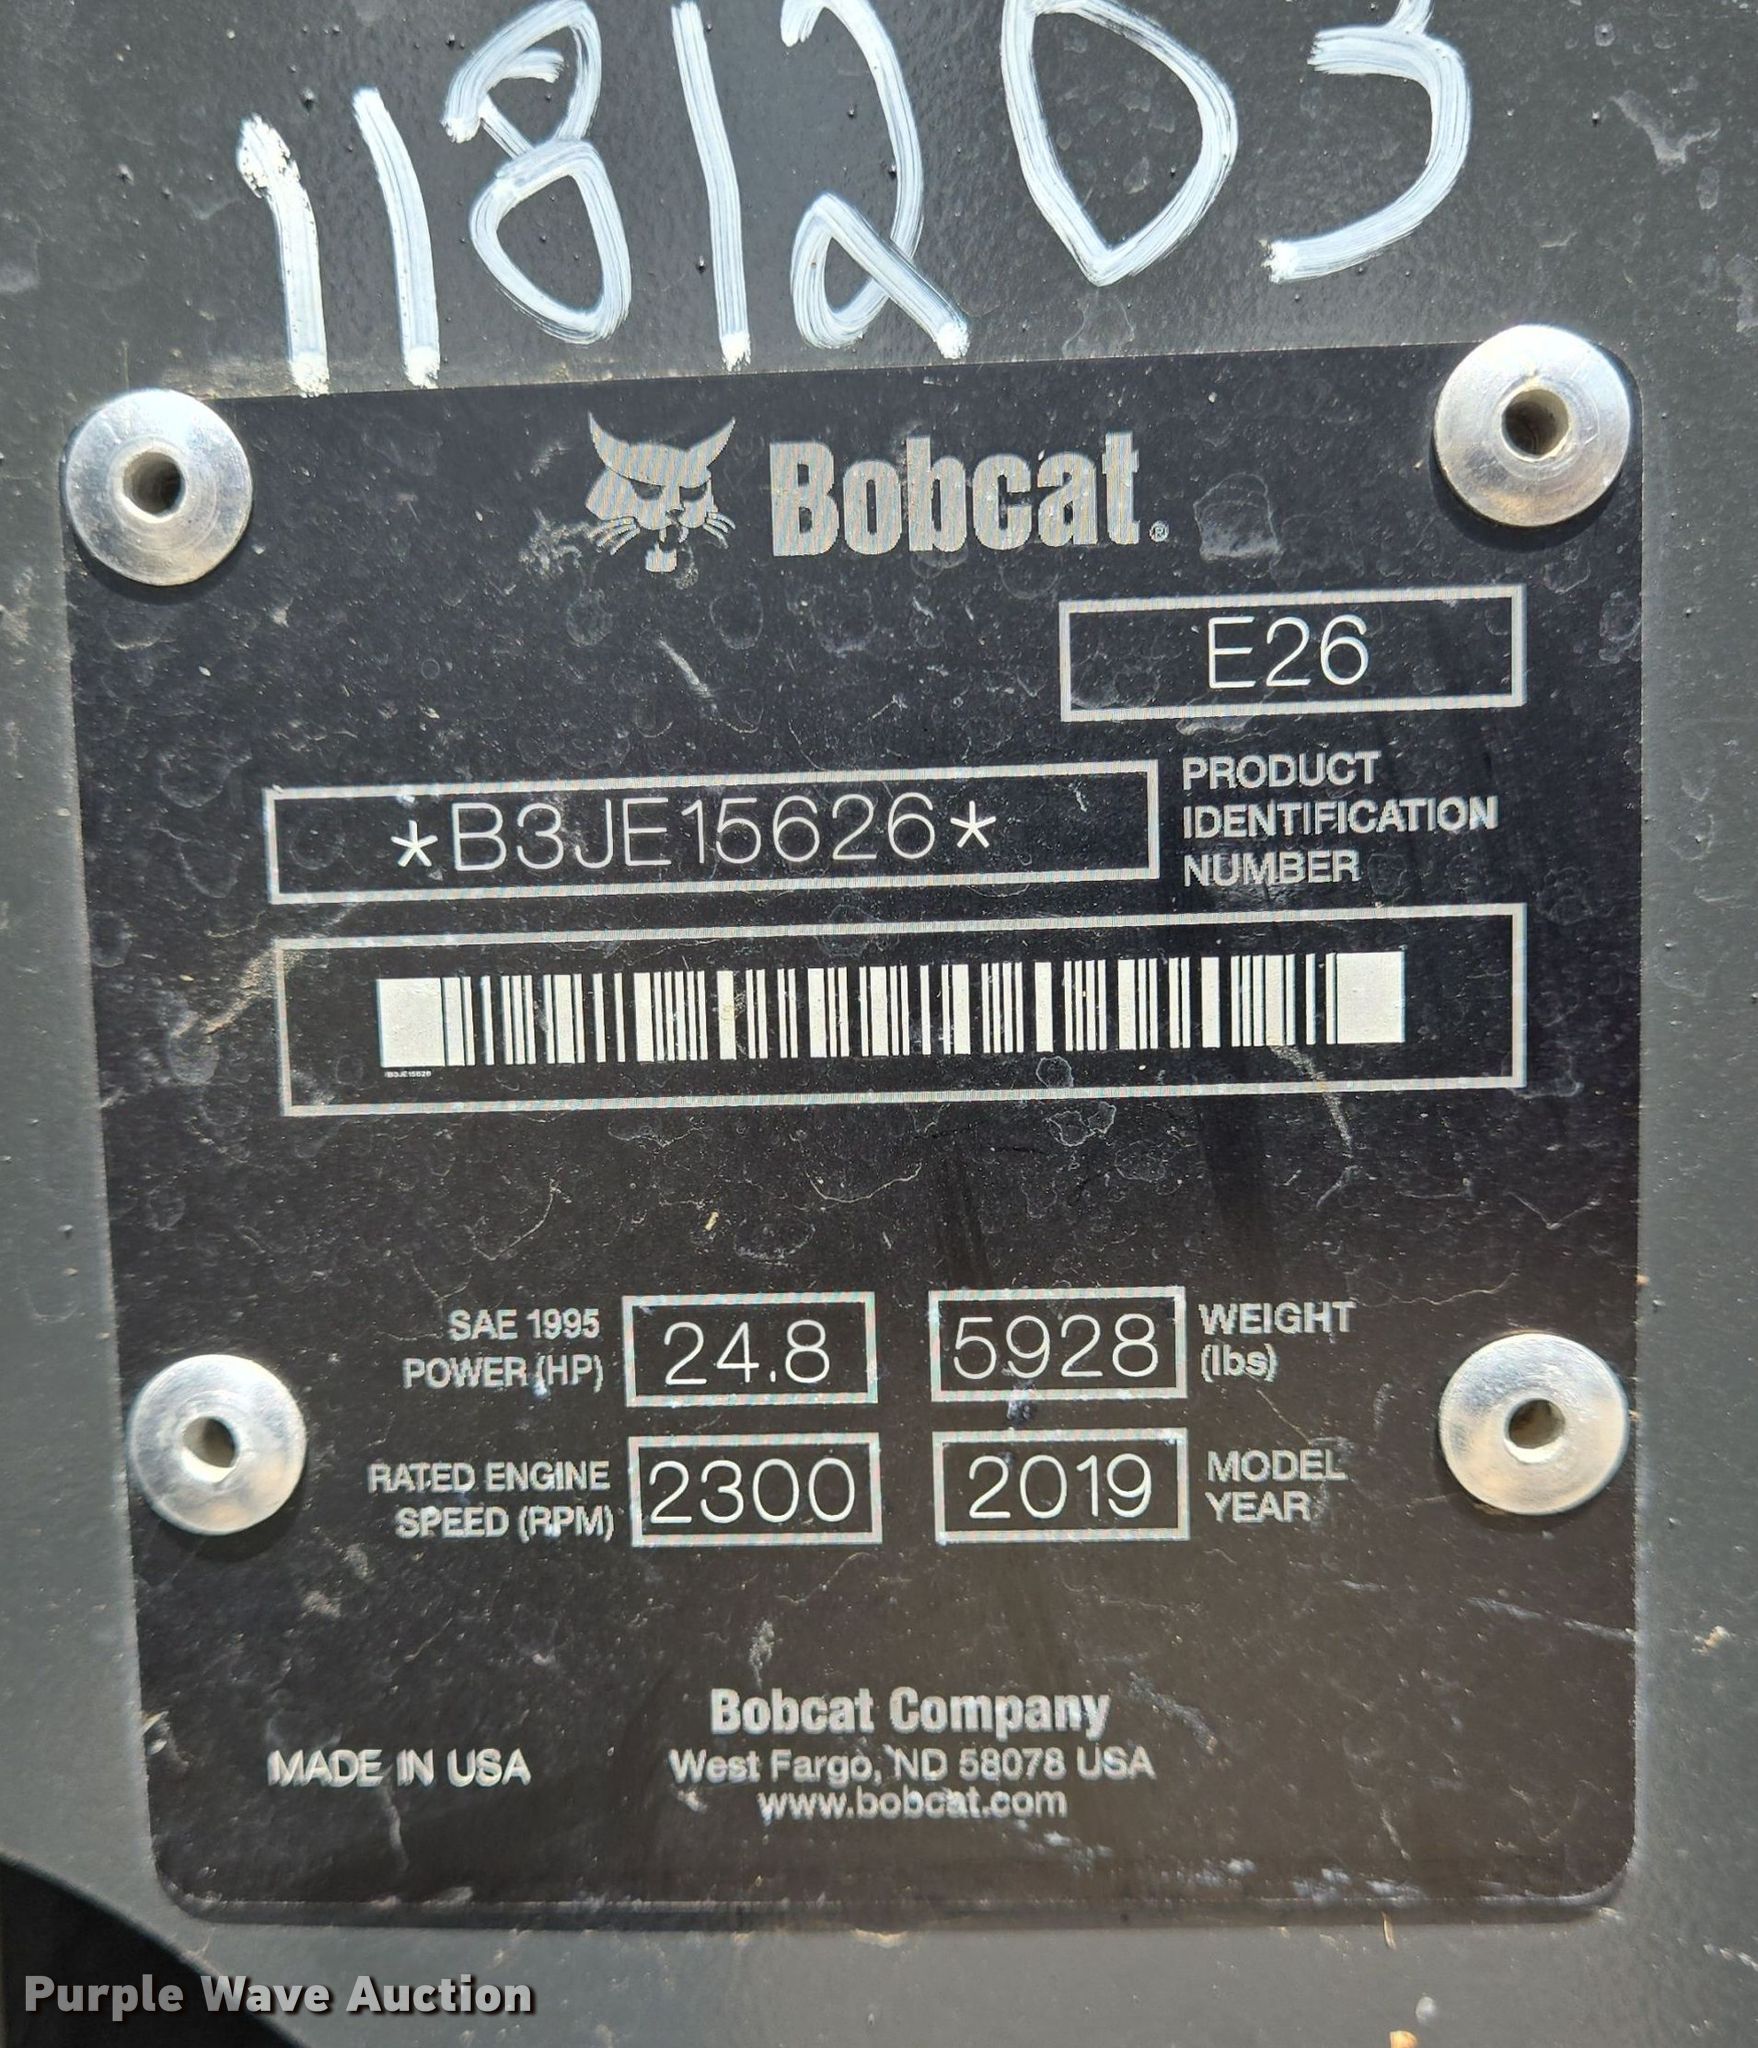 1181203
Bobcat®
E26
*B3JE15626*
PRODUCT
IDENTIFICATION
NUMBER
B3JE15626
SAE 1995
POWER (HP)
24.8
5928
WEIGHT
(lbs)
RATED ENGINE
SPEED (RPM)
2300
2019
MODEL
YEAR
Bobcat Company
MADE IN USA
West Fargo, ND 58078 USA
www.bobcat.com
Purple Wave Auction